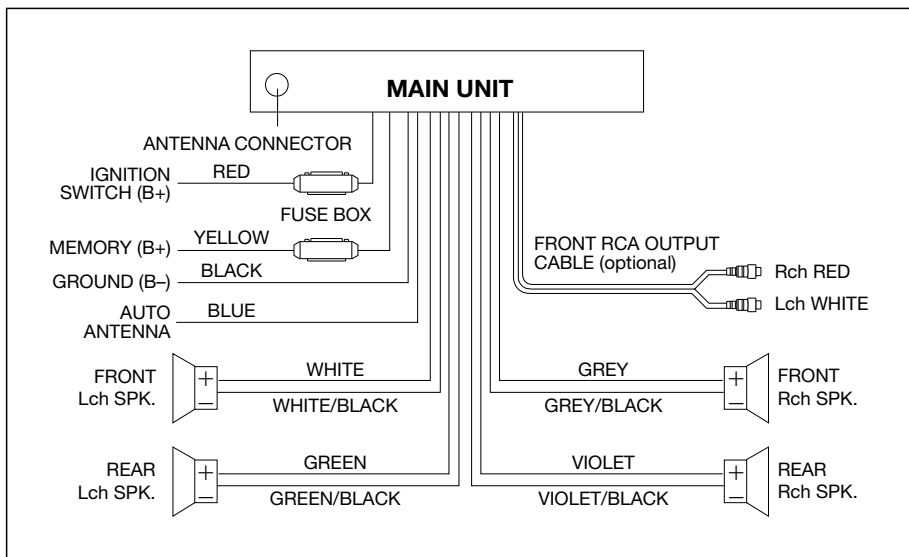 MAIN UNIT
ANTENNA CONNECTOR
IGNITION
SWITCH (B+)
RED
FUSE BOX
MEMORY (B+)
YELLOW
GROUND (B–)
BLACK
AUTO
ANTENNA
BLUE
FRONT RCA OUTPUT
CABLE (optional)
Rch RED
Lch WHITE
FRONT
Lch SPK.
+
–
WHITE
WHITE/BLACK
GREY
GREY/BLACK
+
–
FRONT
Rch SPK.
REAR
Lch SPK.
+
–
GREEN
GREEN/BLACK
VIOLET
VIOLET/BLACK
+
–
REAR
Rch SPK.